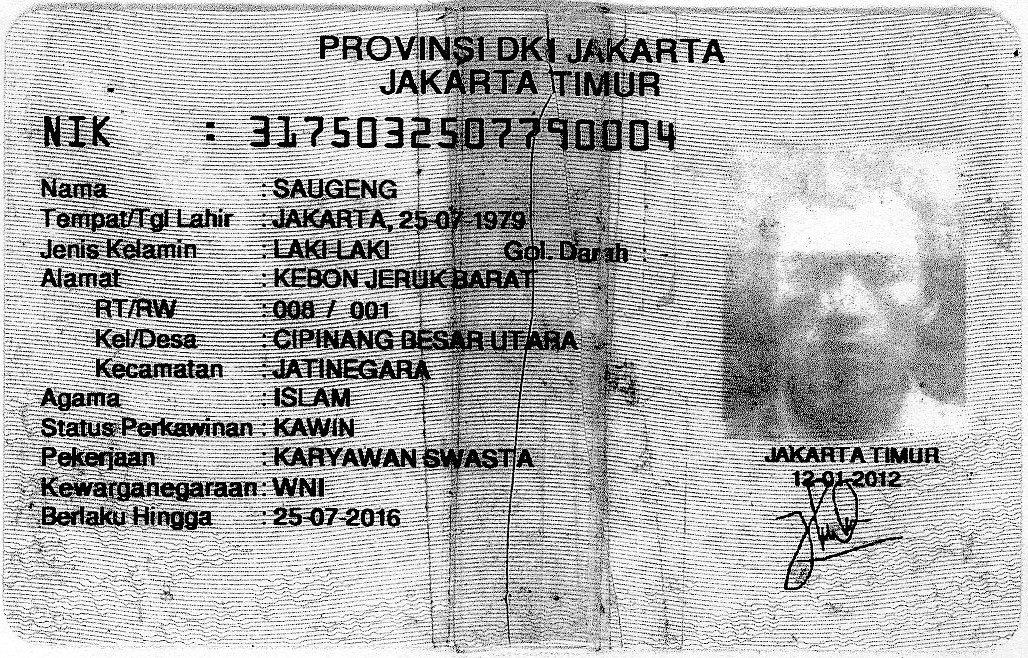 PROVINSI DKI JAKARTA
JAKARTA TIMUR
NIK : 3175032507790004
Nama : SAUGENG
Tempat/Tgl Lahir : JAKARTA, 25-07-1979
Jenis Kelamin : LAKI-LAKI Gol. Darah :
Alamat : KEBON JERUK BARAT
RT/RW : 008 / 001
Kel/Desa : CIPINANG BESAR UTARA
Kecamatan : JATINEGARA
Agama : ISLAM
Status Perkawinan : KAWIN
Pekerjaan : KARYAWAN SWASTA
Kewarganegaraan : WNI
Berlaku Hingga : 25-07-2016
JAKARTA TIMUR
12-01-2012